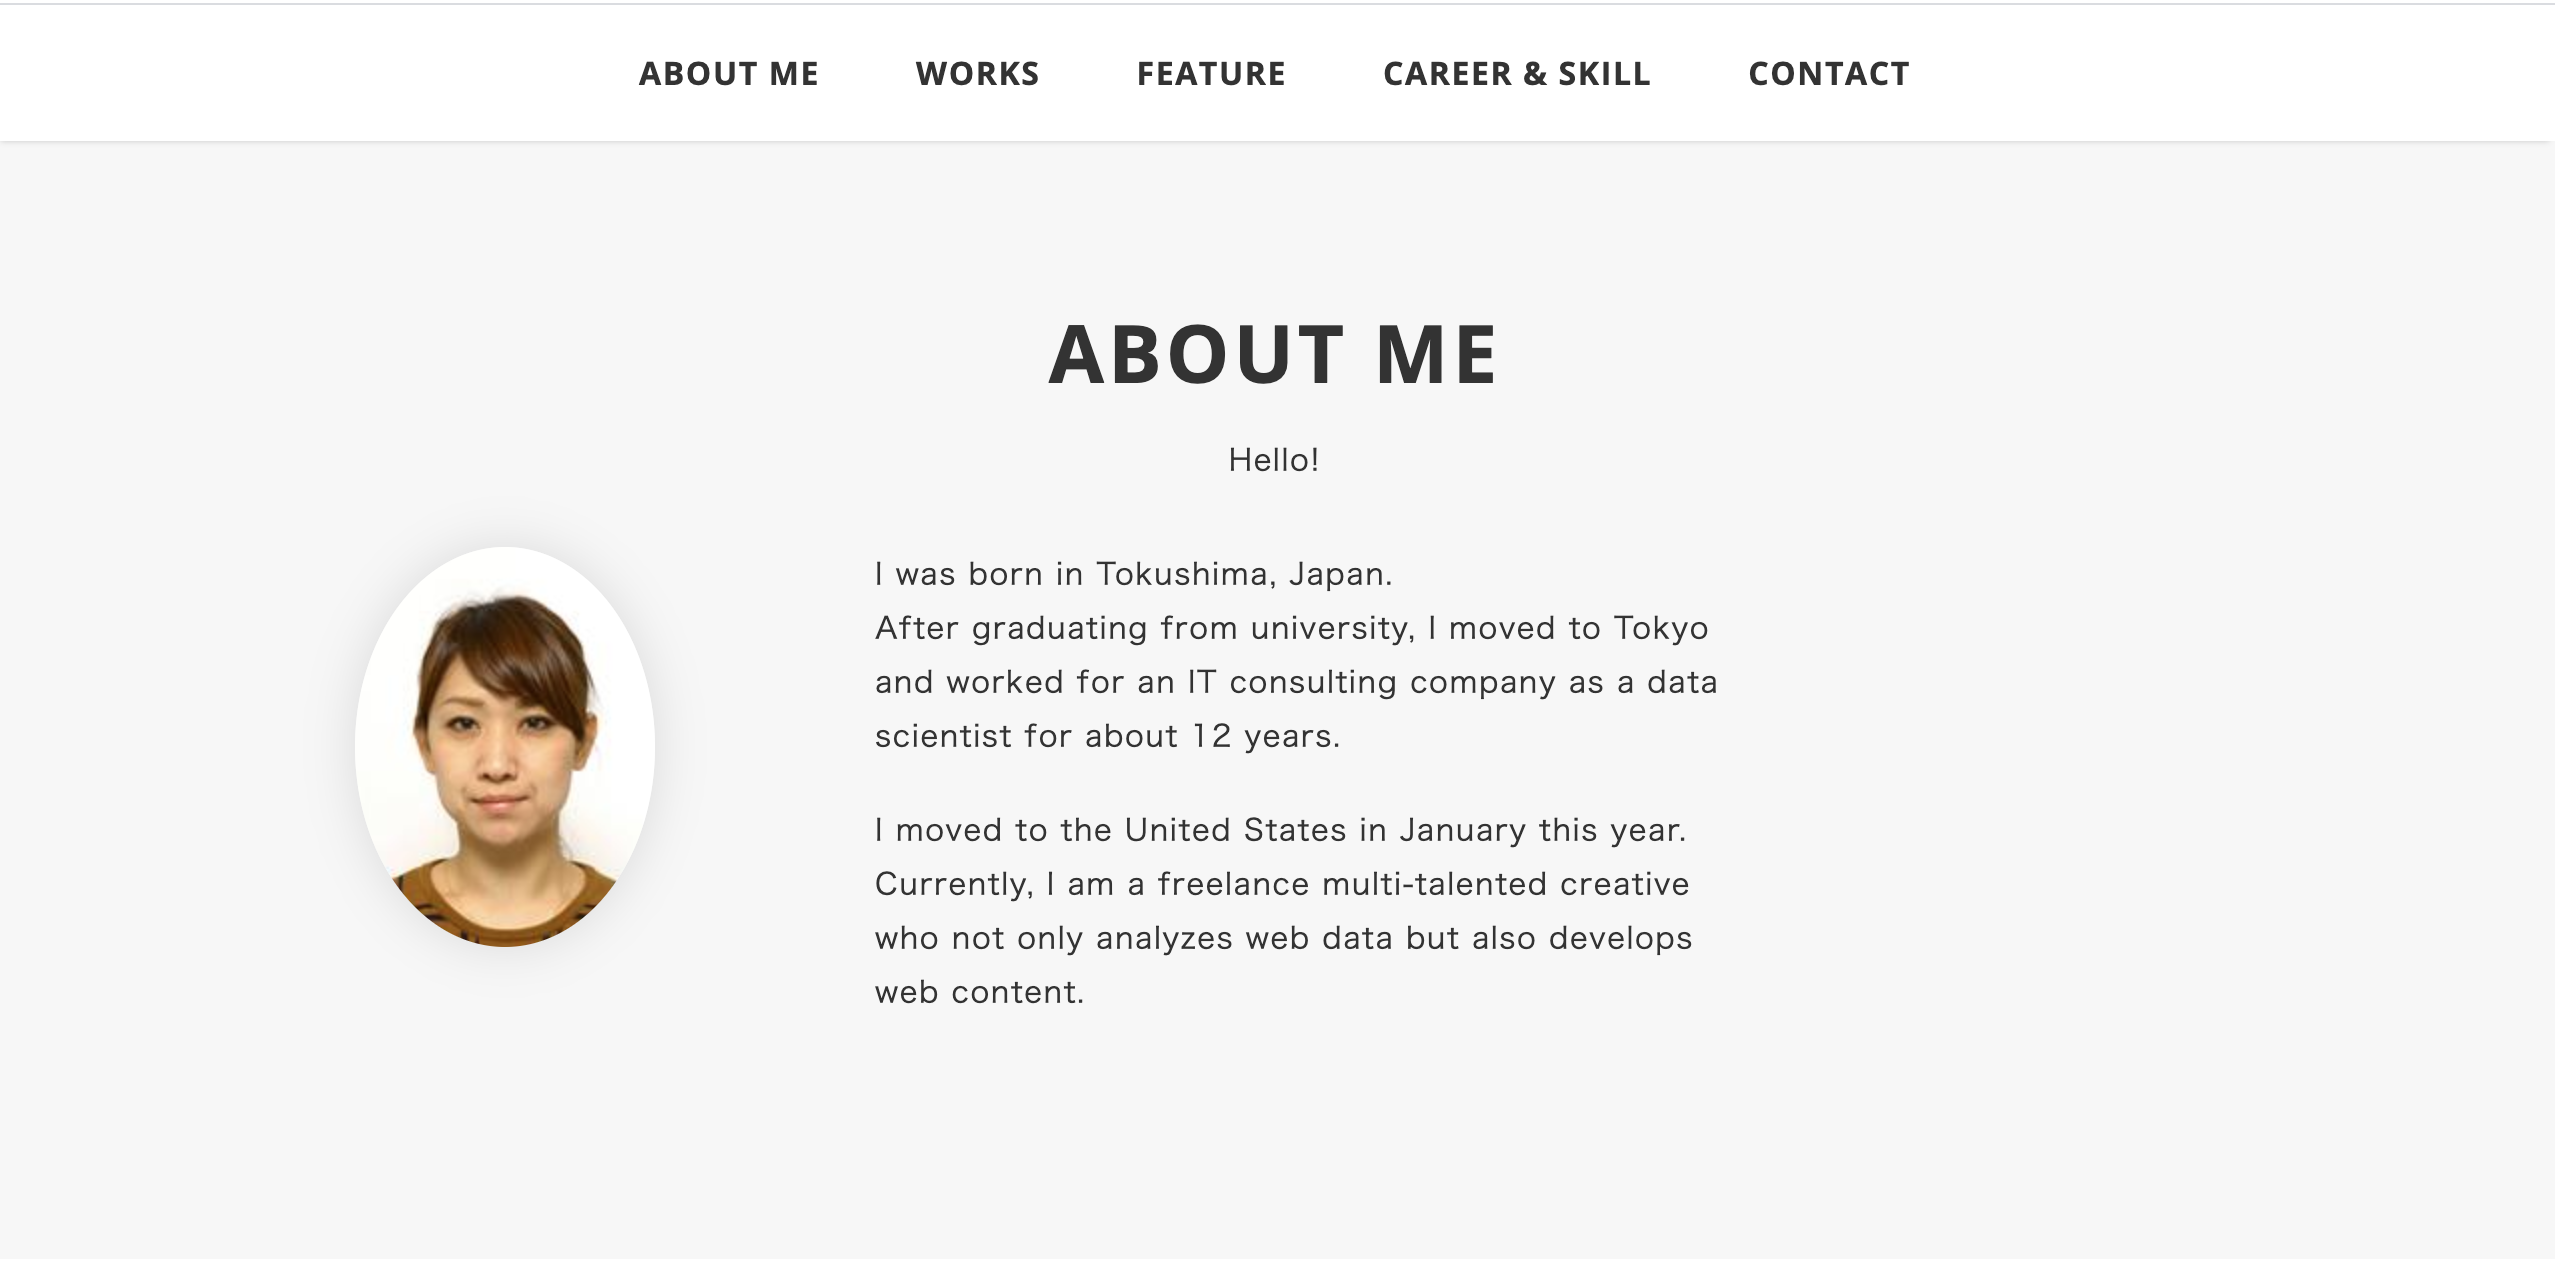 ABOUT ME
WORKS
FEATURE
CAREER & SKILL
CONTACT
ABOUT ME
Hello!
I was born in Tokushima, Japan.
After graduating from university, I moved to Tokyo
and worked for an IT consulting company as a data
scientist for about 12 years.
I moved to the United States in January this year.
Currently, I am a freelance multi-talented creative
who not only analyzes web data but also develops
web content.